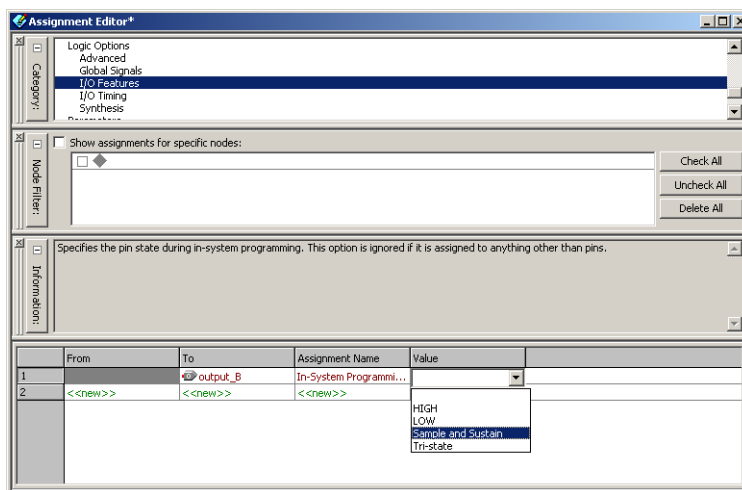 Assignment Editor*
Category:
Logic Options
Advanced
Global Signals
I/O Features
I/O Timing
Synthesis
Parameters
Node Filter:
Show assignments for specific nodes:
Check All
Uncheck All
Delete All
Information:
Specifies the pin state during in-system programming. This option is ignored if it is assigned to anything other than pins.
From To Assignment Name Value
1 output_B In-System Programmi...
2 <<new>> <<new>> <<new>>
HIGH
LOW
Sample and Sustain
Tri-state